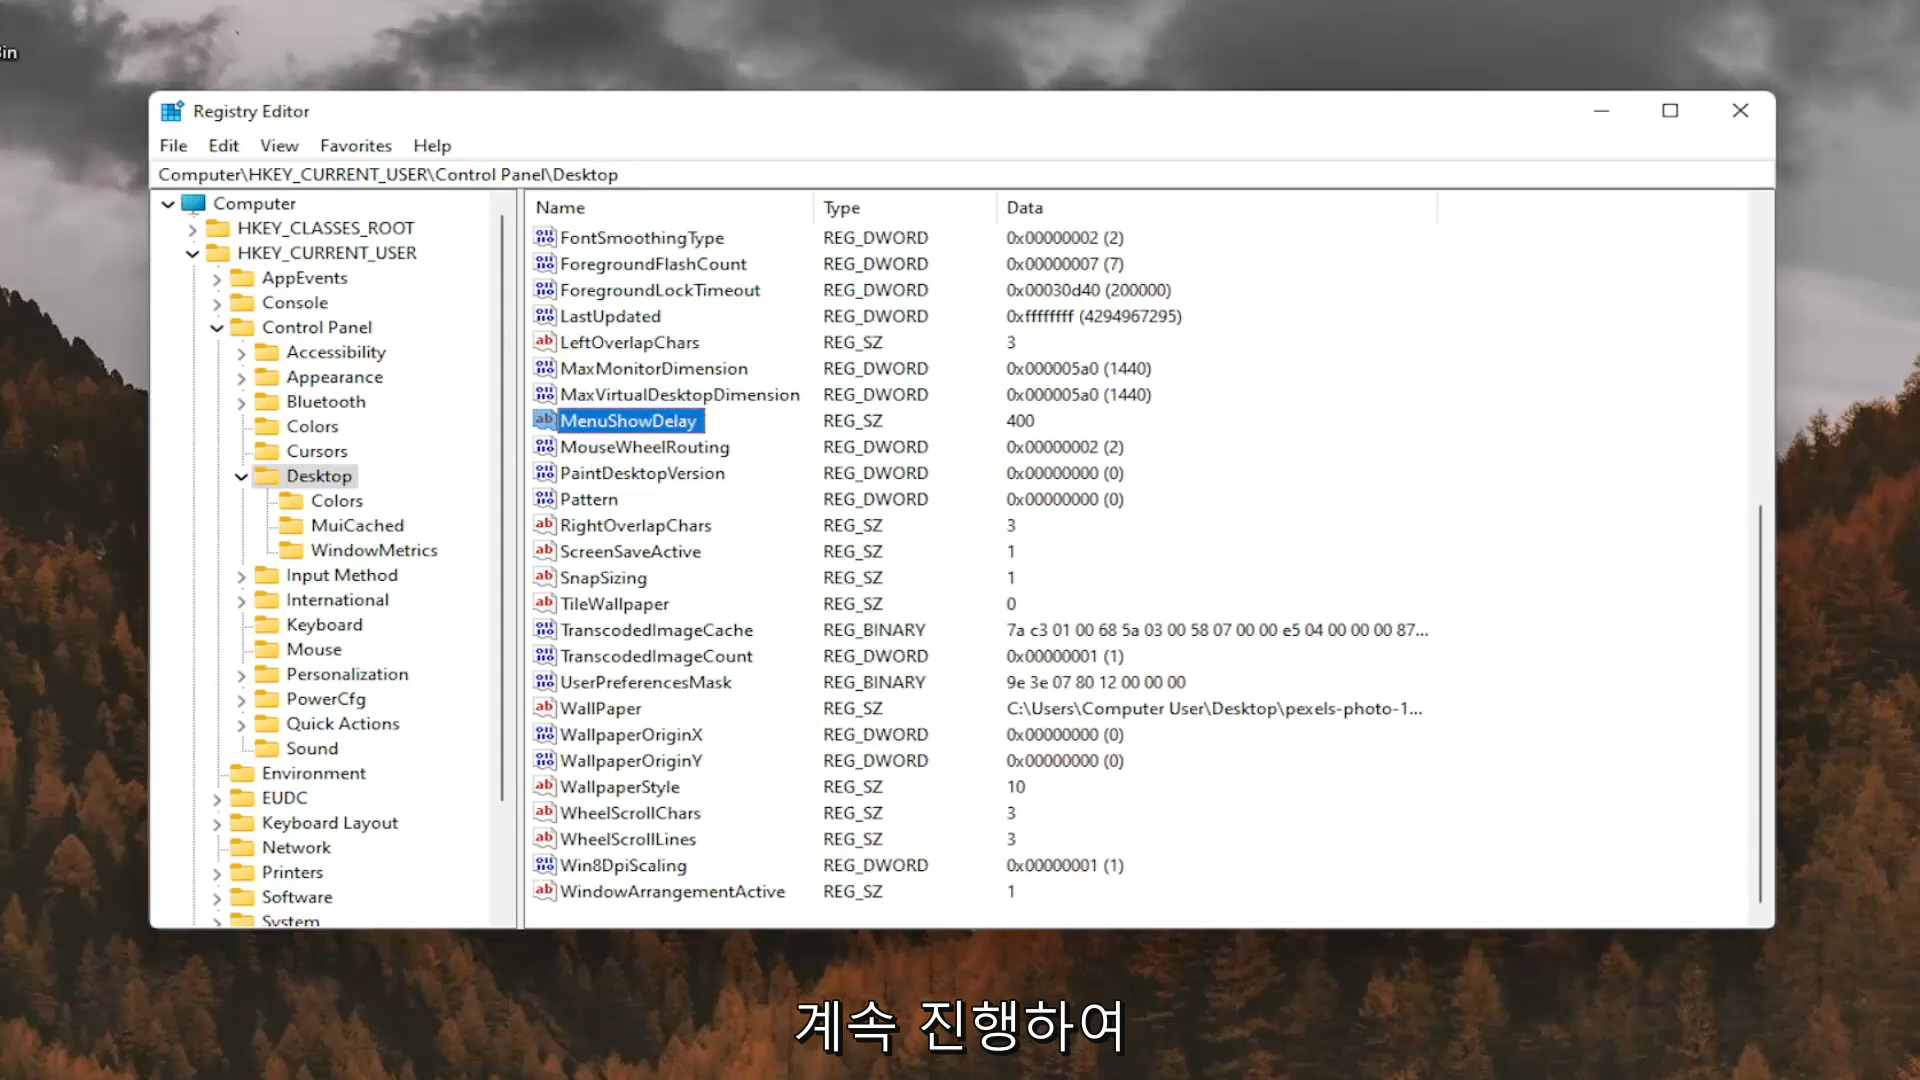 in
Registry Editor
File Edit View Favorites Help
Computer\HKEY_CURRENT_USER\Control Panel\Desktop
Computer
HKEY_CLASSES_ROOT
HKEY_CURRENT_USER
AppEvents
Console
Control Panel
Accessibility
Appearance
Bluetooth
Colors
Cursors
Desktop
Colors
MuiCached
WindowMetrics
Input Method
International
Keyboard
Mouse
Personalization
PowerCfg
Quick Actions
Sound
Environment
EUDC
Keyboard Layout
Network
Printers
Software
System
Name Type Data
FontSmoothingType REG_DWORD 0x00000002 (2)
ForegroundFlashCount REG_DWORD 0x00000007 (7)
ForegroundLockTimeout REG_DWORD 0x00030d40 (200000)
LastUpdated REG_DWORD 0xffffffff (4294967295)
LeftOverlapChars REG_SZ 3
MaxMonitorDimension REG_DWORD 0x000005a0 (1440)
MaxVirtualDesktopDimension REG_DWORD 0x000005a0 (1440)
MenuShowDelay REG_SZ 400
MouseWheelRouting REG_DWORD 0x00000002 (2)
PaintDesktopVersion REG_DWORD 0x00000000 (0)
Pattern REG_DWORD 0x00000000 (0)
RightOverlapChars REG_SZ 3
ScreenSaveActive REG_SZ 1
SnapSizing REG_SZ 1
TileWallpaper REG_SZ 0
TranscodedImageCache REG_BINARY 7a c3 01 00 68 5a 03 00 58 07 00 00 e5 04 00 00 00 87...
TranscodedImageCount REG_DWORD 0x00000001 (1)
UserPreferencesMask REG_BINARY 9e 3e 07 80 12 00 00 00
WallPaper REG_SZ C:\Users\Computer User\Desktop\pexels-photo-1...
WallpaperOriginX REG_DWORD 0x00000000 (0)
WallpaperOriginY REG_DWORD 0x00000000 (0)
WallpaperStyle REG_SZ 10
WheelScrollChars REG_SZ 3
WheelScrollLines REG_SZ 3
Win8DpiScaling REG_DWORD 0x00000001 (1)
WindowArrangementActive REG_SZ 1
계속 진행하여